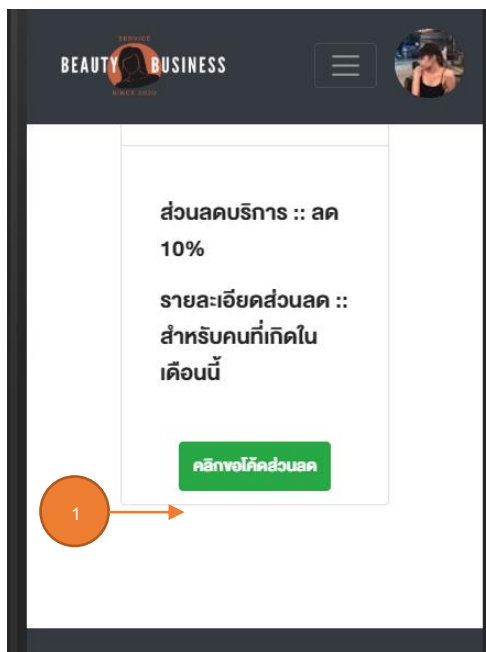 SERVICE
BEAUTY BUSINESS
SINCE 2020
ส่วนลดบริการ :: ลด
10%
รายละเอียดส่วนลด ::
สำหรับคนที่เกิดใน
เดือนนี้
คลิกขอโค้ดส่วนลด
1